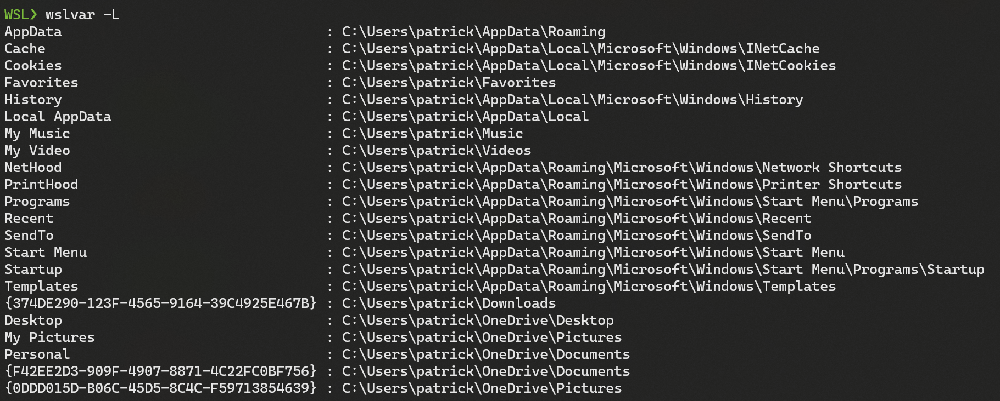 WSL❯ wslvar -L
AppData : C:\Users\patrick\AppData\Roaming
Cache : C:\Users\patrick\AppData\Local\Microsoft\Windows\INetCache
Cookies : C:\Users\patrick\AppData\Local\Microsoft\Windows\INetCookies
Favorites : C:\Users\patrick\Favorites
History : C:\Users\patrick\AppData\Local\Microsoft\Windows\History
Local AppData : C:\Users\patrick\AppData\Local
My Music : C:\Users\patrick\Music
My Video : C:\Users\patrick\Videos
NetHood : C:\Users\patrick\AppData\Roaming\Microsoft\Windows\Network Shortcuts
PrintHood : C:\Users\patrick\AppData\Roaming\Microsoft\Windows\Printer Shortcuts
Programs : C:\Users\patrick\AppData\Roaming\Microsoft\Windows\Start Menu\Programs
Recent : C:\Users\patrick\AppData\Roaming\Microsoft\Windows\Recent
SendTo : C:\Users\patrick\AppData\Roaming\Microsoft\Windows\SendTo
Start Menu : C:\Users\patrick\AppData\Roaming\Microsoft\Windows\Start Menu
Startup : C:\Users\patrick\AppData\Roaming\Microsoft\Windows\Start Menu\Programs\Startup
Templates : C:\Users\patrick\AppData\Roaming\Microsoft\Windows\Templates
{374DE290-123F-4565-9164-39C4925E467B} : C:\Users\patrick\Downloads
Desktop : C:\Users\patrick\OneDrive\Desktop
My Pictures : C:\Users\patrick\OneDrive\Pictures
Personal : C:\Users\patrick\OneDrive\Documents
{F42EE2D3-909F-4907-8871-4C22FC0BF756} : C:\Users\patrick\OneDrive\Documents
{0DDD015D-B06C-45D5-8C4C-F59713854639} : C:\Users\patrick\OneDrive\Pictures